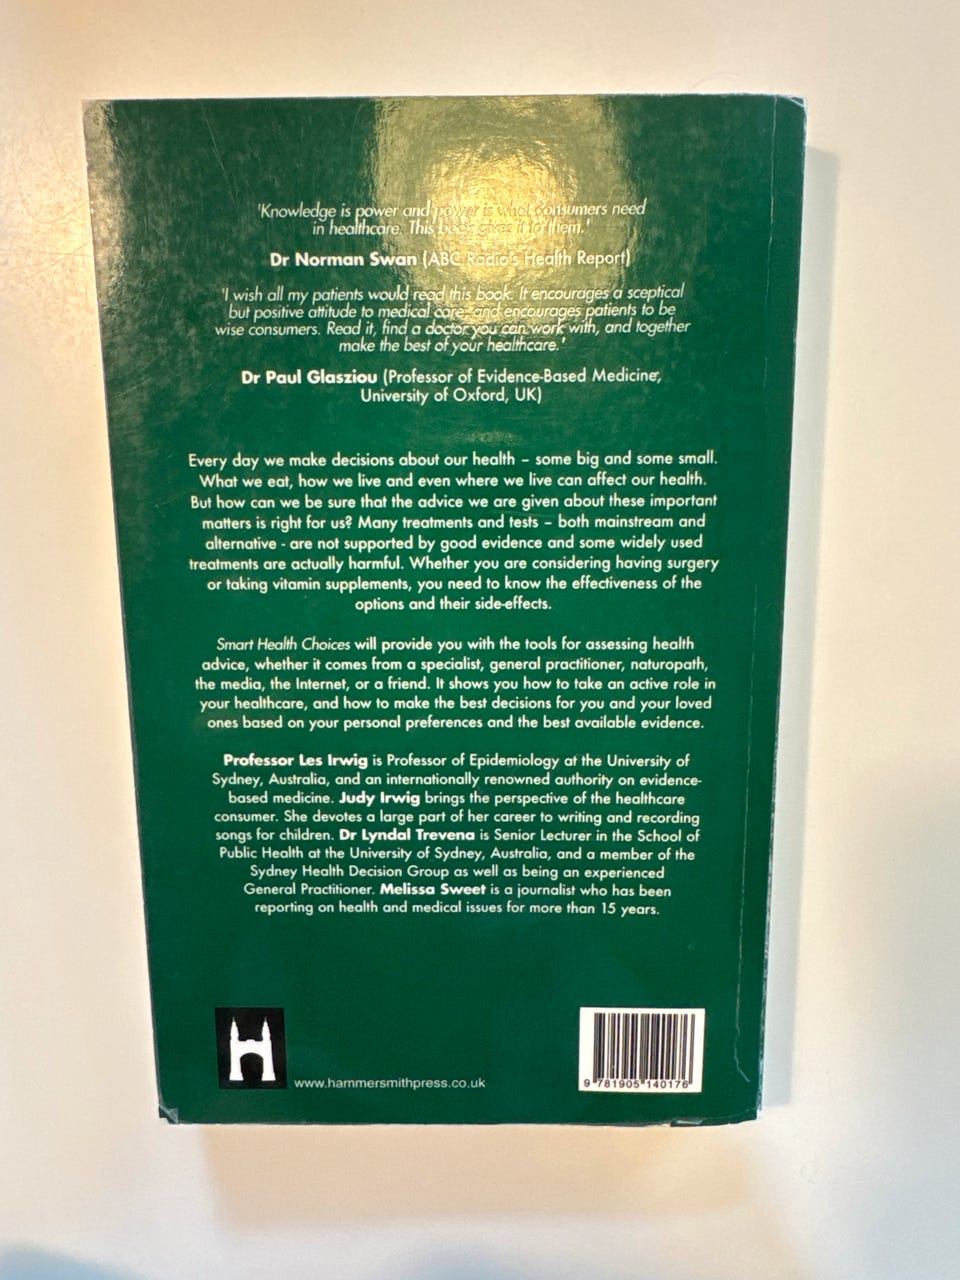 'Knowledge is power and power is what consumers need
in healthcare. This book gives it to them.'
Dr Norman Swan (ABC Radio's Health Report)
'I wish all my patients would read this book. It encourages a sceptical
but positive attitude to medical care, and encourages patients to be
wise consumers. Read it, find a doctor you can work with, and together
make the best of your healthcare.'
Dr Paul Glasziou (Professor of Evidence-Based Medicine,
University of Oxford, UK)
Every day we make decisions about our health – some big and some small.
What we eat, how we live and even where we live can affect our health.
But how can we be sure that the advice we are given about these important
matters is right for us? Many treatments and tests – both mainstream and
alternative - are not supported by good evidence and some widely used
treatments are actually harmful. Whether you are considering having surgery
or taking vitamin supplements, you need to know the effectiveness of the
options and their side-effects.
Smart Health Choices will provide you with the tools for assessing health
advice, whether it comes from a specialist, general practitioner, naturopath,
the media, the Internet, or a friend. It shows you how to take an active role in
your healthcare, and how to make the best decisions for you and your loved
ones based on your personal preferences and the best available evidence.
Professor Les Irwig is Professor of Epidemiology at the University of
Sydney, Australia, and an internationally renowned authority on evidence-
based medicine. Judy Irwig brings the perspective of the healthcare
consumer. She devotes a large part of her career to writing and recording
songs for children. Dr Lyndal Trevena is Senior Lecturer in the School of
Public Health at the University of Sydney, Australia, and a member of the
Sydney Health Decision Group as well as being an experienced
General Practitioner. Melissa Sweet is a journalist who has been
reporting on health and medical issues for more than 15 years.
www.hammersmithpress.co.uk
9 781905 140176